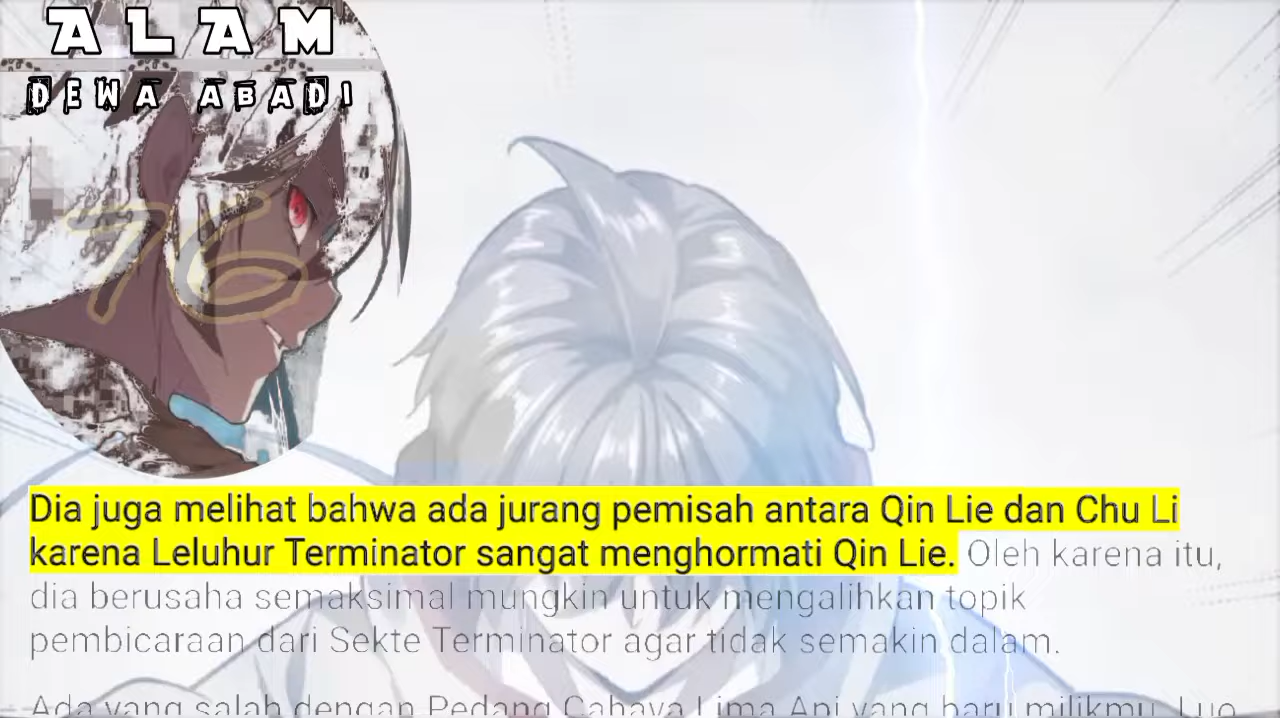 ALAM
DEWA ABADI
76
Dia juga melihat bahwa ada jurang pemisah antara Qin Lie dan Chu Li
karena Leluhur Terminator sangat menghormati Qin Lie. Oleh karena itu,
dia berusaha semaksimal mungkin untuk mengalihkan topik
pembicaraan dari Sekte Terminator agar tidak semakin dalam.
Ada yang salah dengan Pedang Cahaya Lima Api yang baru milikmu, Luo